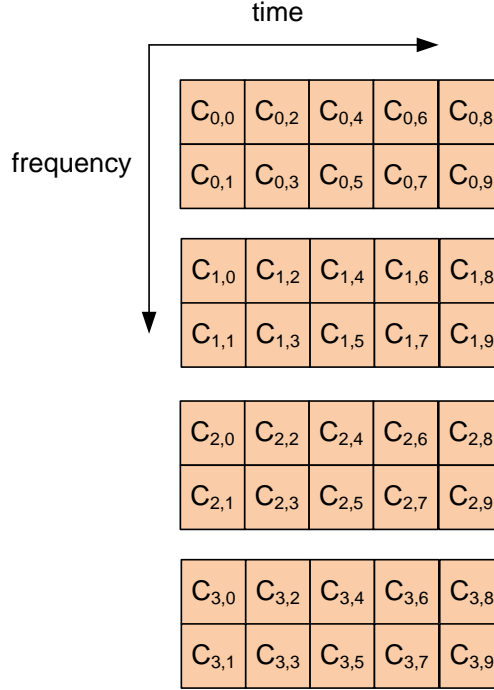 time
frequency
C0,0 C0,2 C0,4 C0,6 C0,8
C0,1 C0,3 C0,5 C0,7 C0,9
C1,0 C1,2 C1,4 C1,6 C1,8
C1,1 C1,3 C1,5 C1,7 C1,9
C2,0 C2,2 C2,4 C2,6 C2,8
C2,1 C2,3 C2,5 C2,7 C2,9
C3,0 C3,2 C3,4 C3,6 C3,8
C3,1 C3,3 C3,5 C3,7 C3,9